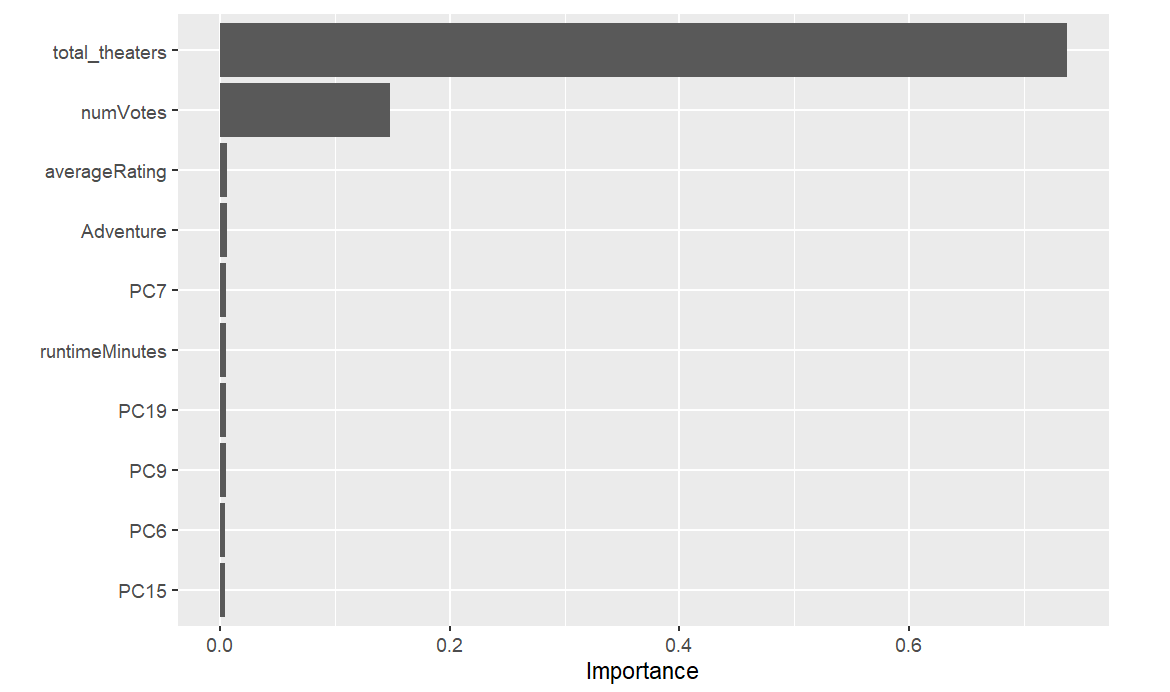 total_theaters
numVotes
averageRating
Adventure
PC7
runtimeMinutes
PC19
PC9
PC6
PC15
0.0 0.2 0.4 0.6
Importance